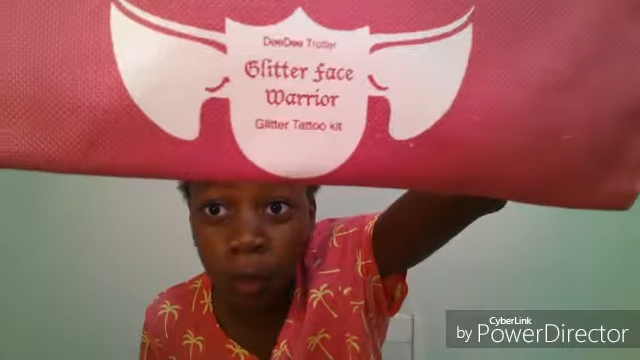 DeeDee Trotter
Glitter Face
Warrior
Glitter Tattoo kit
CyberLink
by PowerDirector